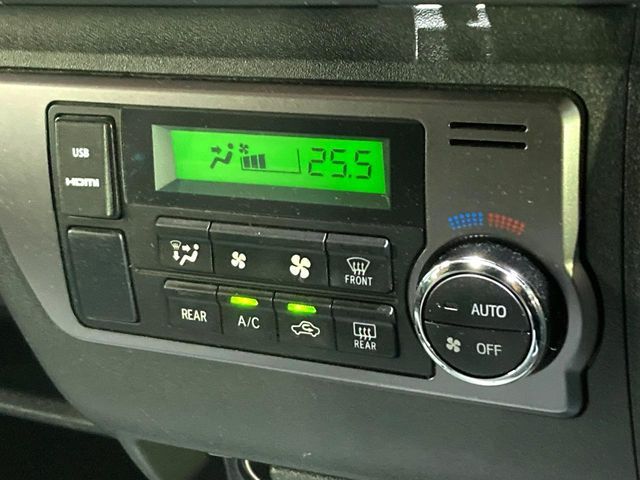 USB
HDMI
25.5
FRONT
REAR
A/C
REAR
AUTO
OFF